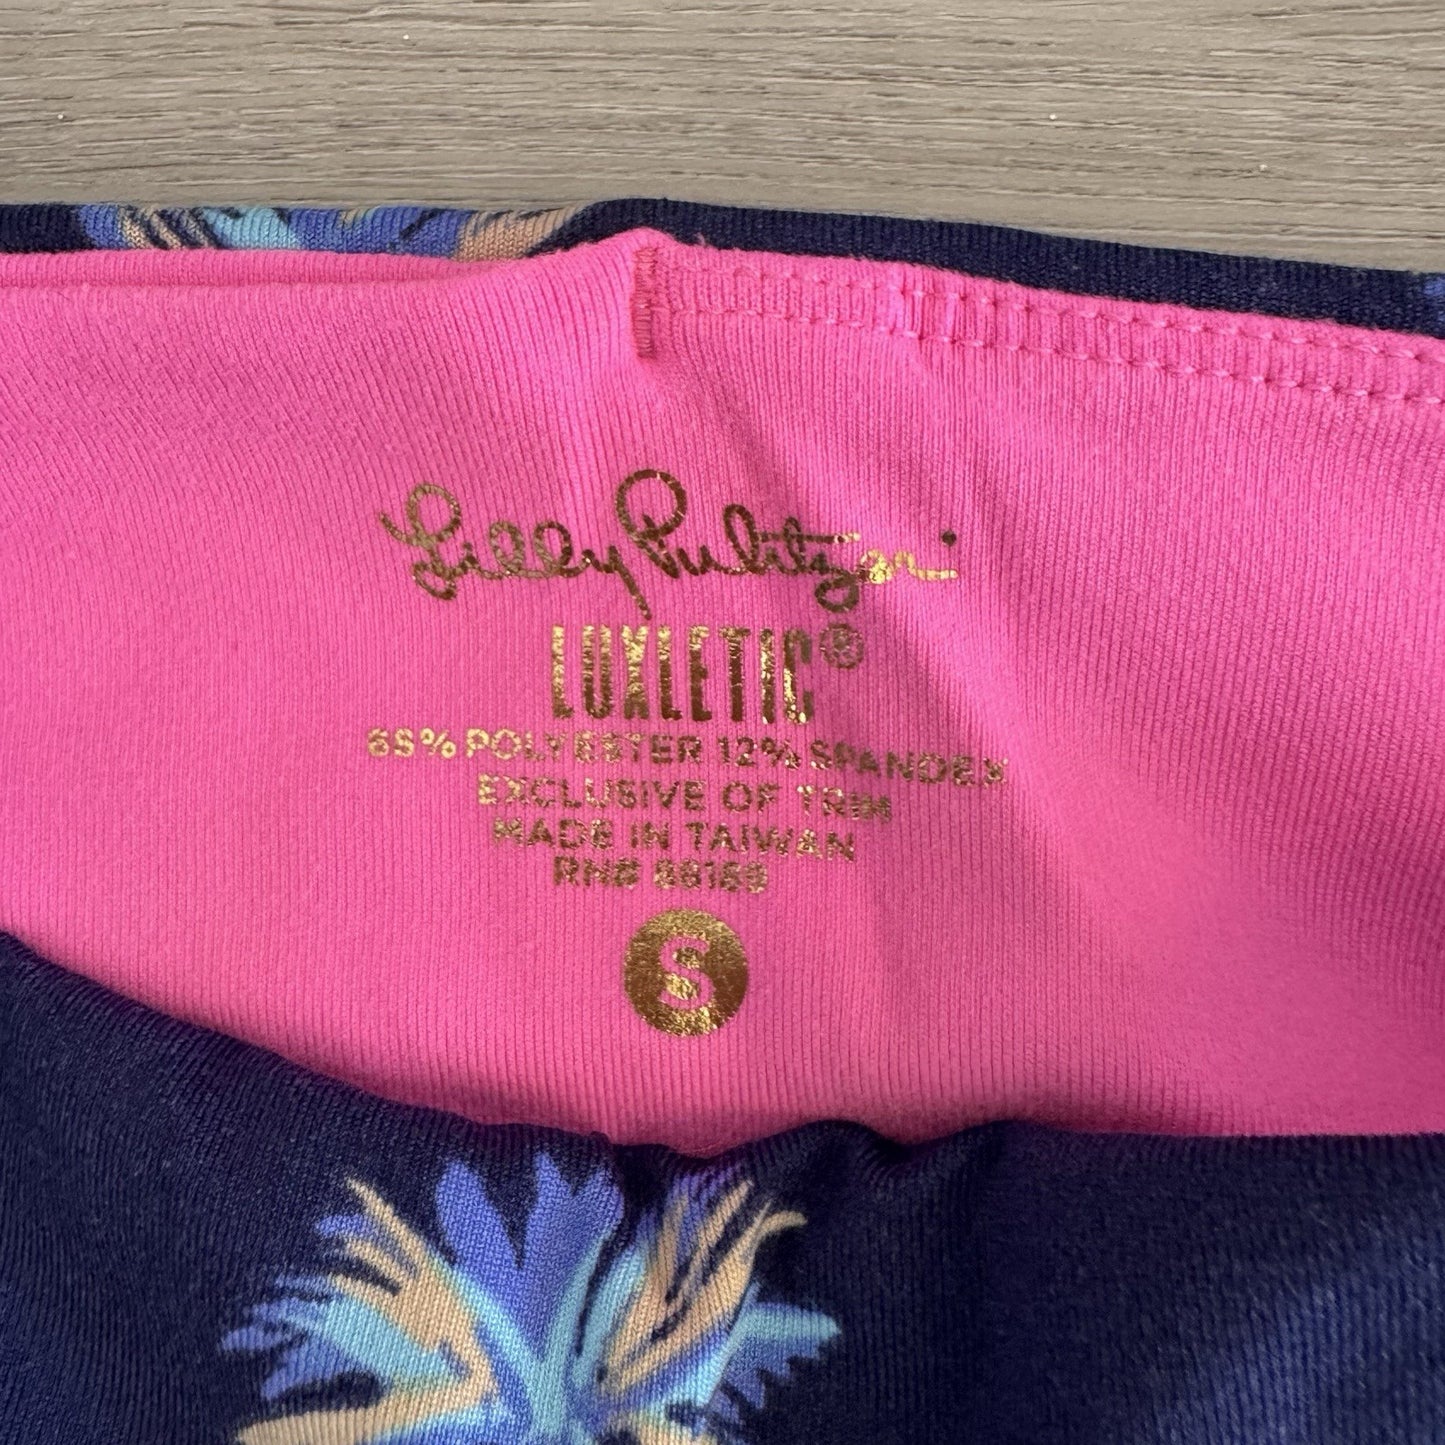 Lilly Pulitzer
LUXLETIC®
88% POLYESTER 12% SPANDEX
EXCLUSIVE OF TRIM
MADE IN TAIWAN
RN#
S